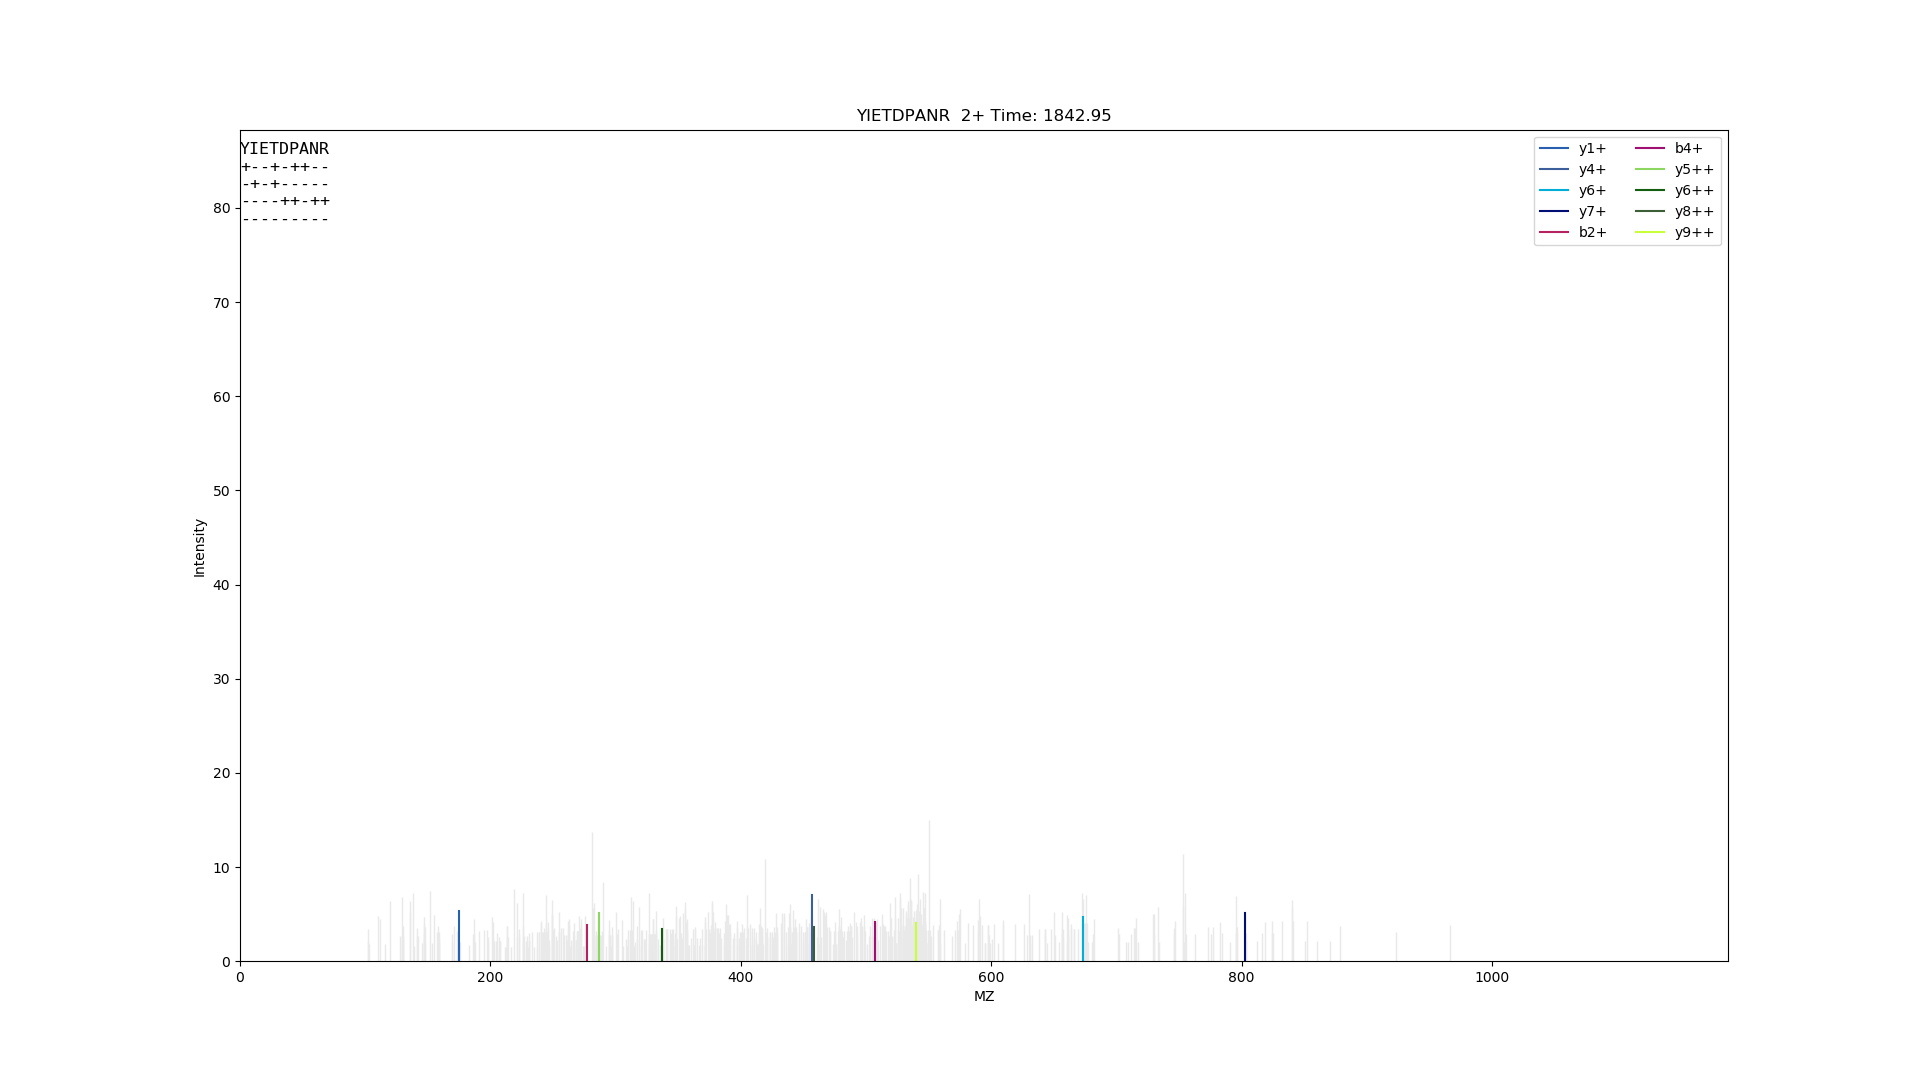 YIETDPANR  2+ Time: 1842.95
YIETDPANR
+--+-++--
-+-+-----
----++-++
---------
y1+
y4+
y6+
y7+
b2+
b4+
y5++
y6++
y8++
y9++
80
70
60
50
40
30
20
10
0
Intensity
0 200 400 600 800 1000
MZ